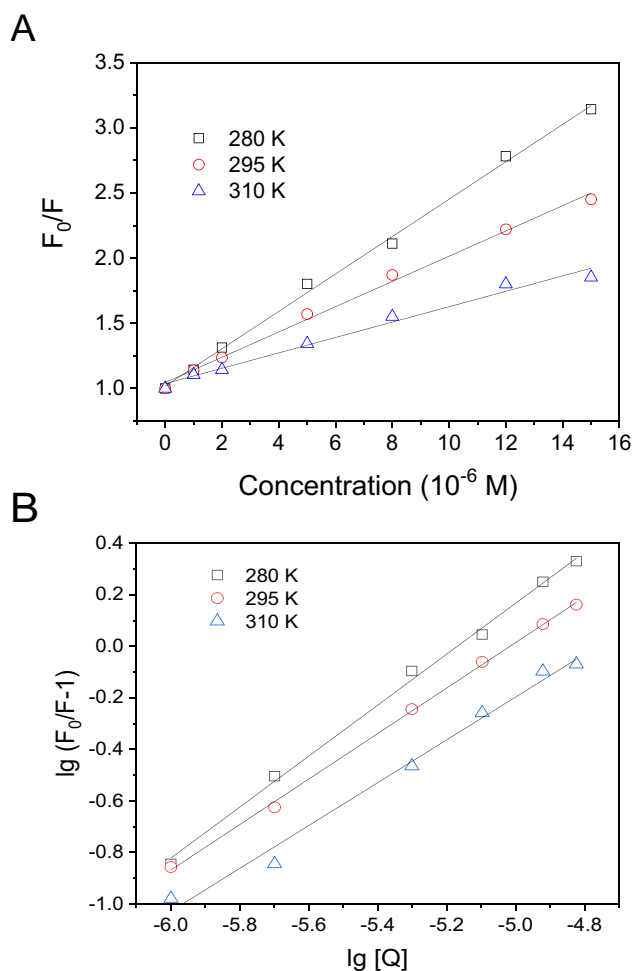 A
3.5
3.0
2.5
2.0
1.5
1.0
F0/F
280 K
295 K
310 K
0 2 4 6 8 10 12 14 16
Concentration (10-6 M)
B
0.4
0.2
0.0
-0.2
-0.4
-0.6
-0.8
-1.0
lg (F0/F-1)
280 K
295 K
310 K
-6.0 -5.8 -5.6 -5.4 -5.2 -5.0 -4.8
lg [Q]